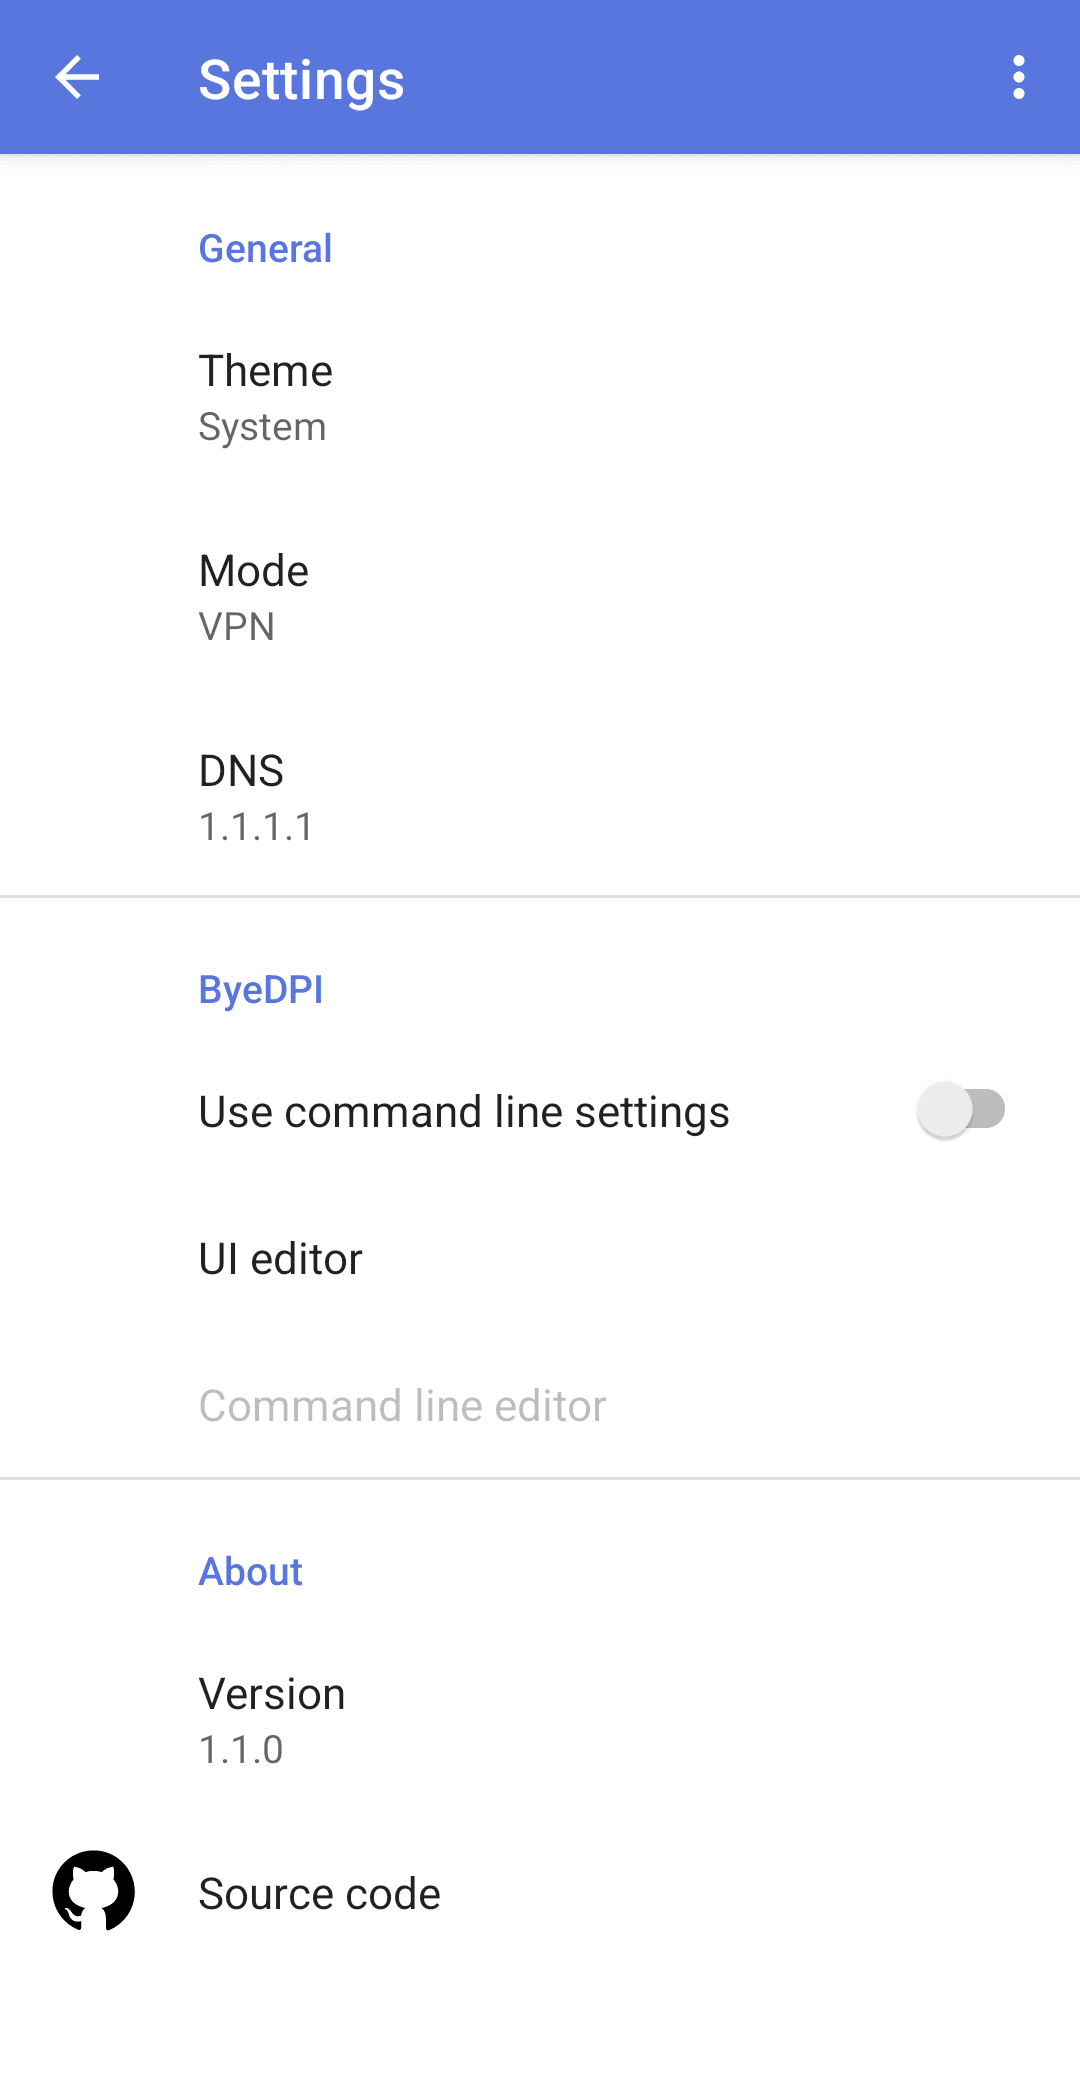 Settings
General
Theme
System
Mode
VPN
DNS
1.1.1.1
ByeDPI
Use command line settings
UI editor
Command line editor
About
Version
1.1.0
Source code